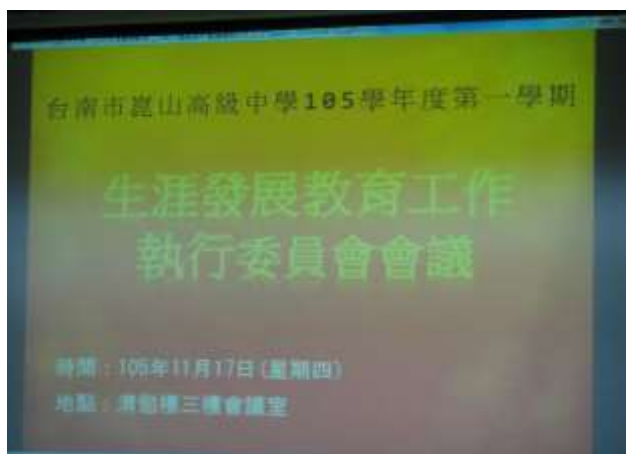 台南市崑山高級中學105學年度第一學期
生涯發展教育工作
執行委員會會議
時間：105年11月17日(星期四)
地點：樓三樓會議室